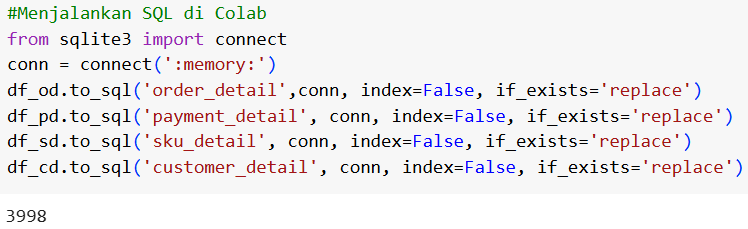 #Menjalankan SQL di Colab
from sqlite3 import connect
conn = connect(':memory:')
df_od.to_sql('order_detail',conn, index=False, if_exists='replace')
df_pd.to_sql('payment_detail', conn, index=False, if_exists='replace')
df_sd.to_sql('sku_detail', conn, index=False, if_exists='replace')
df_cd.to_sql('customer_detail', conn, index=False, if_exists='replace')
3998